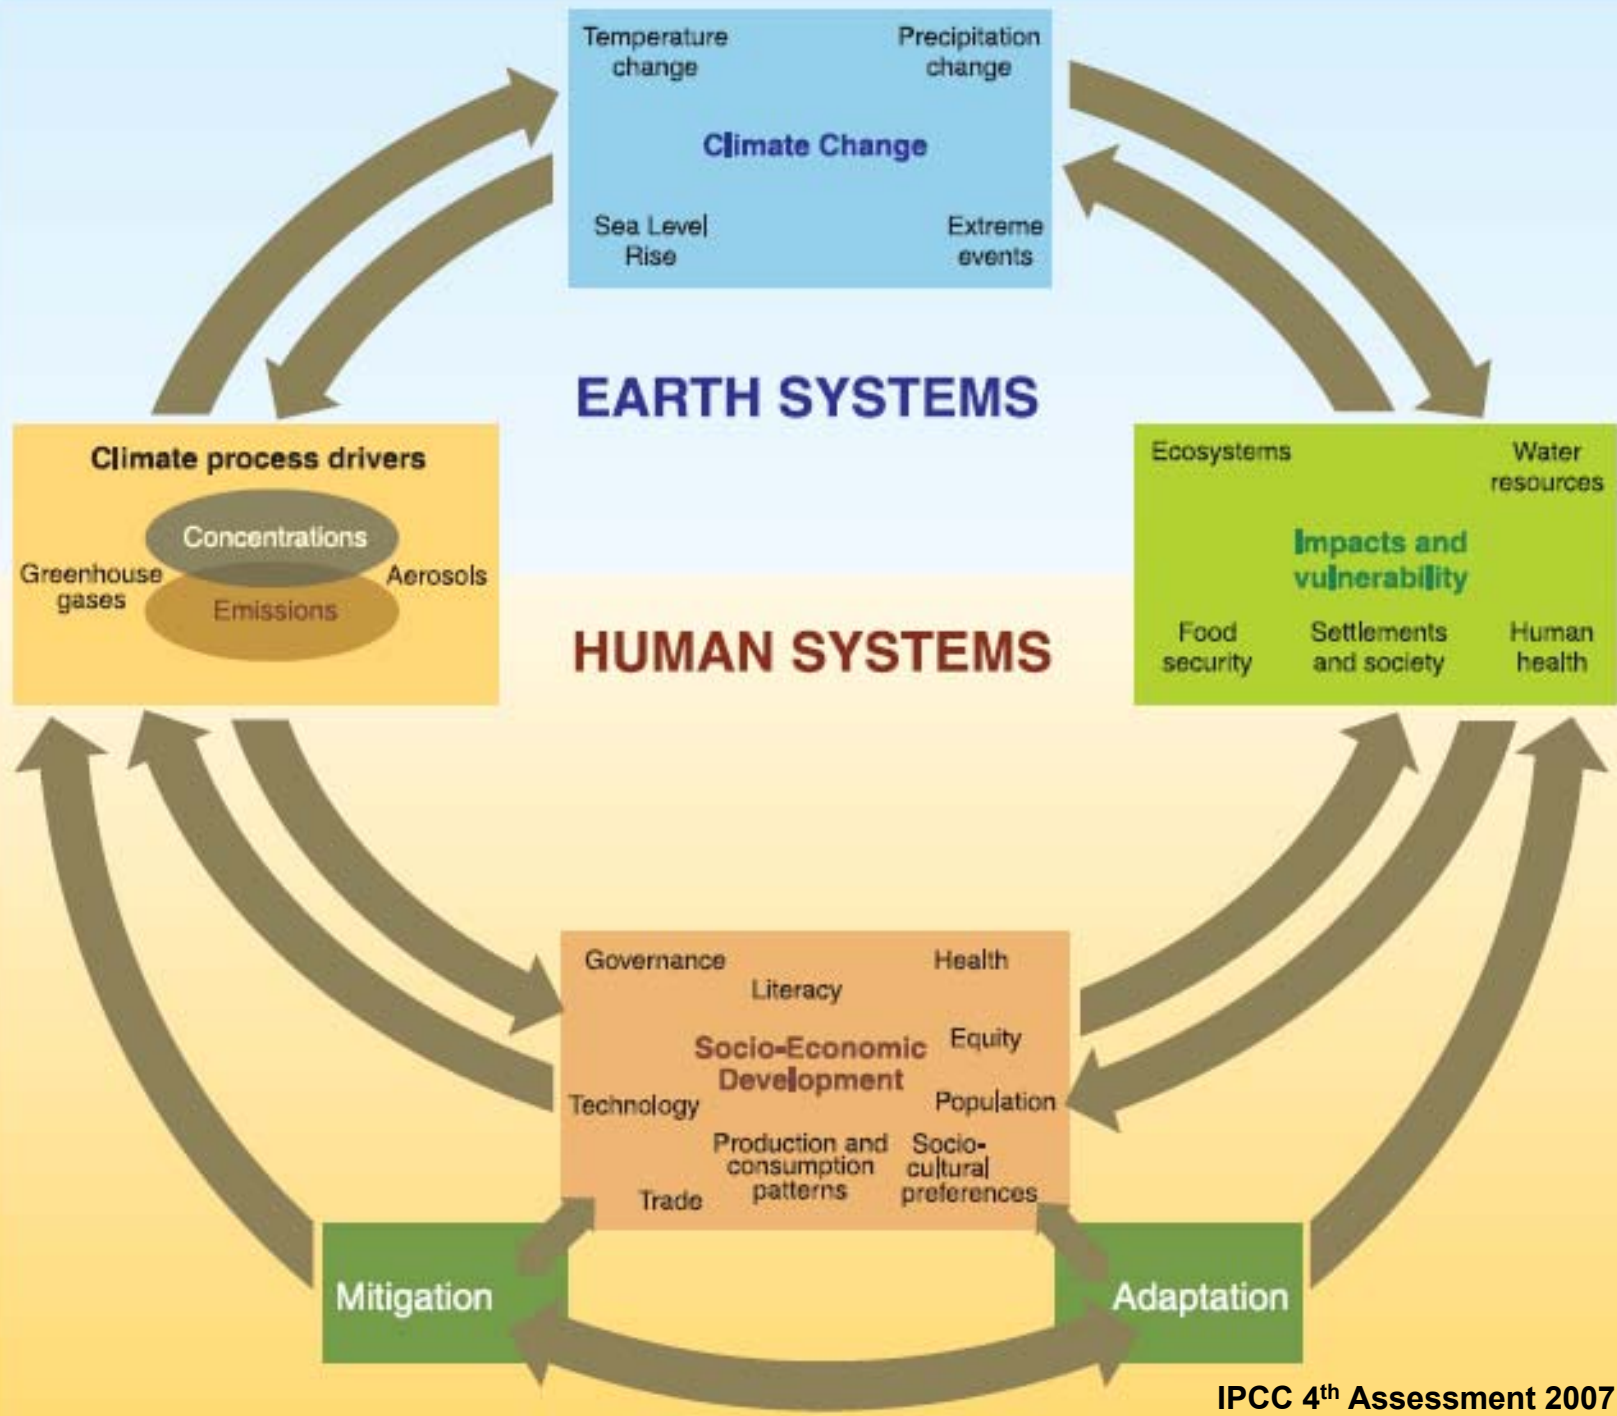 Temperature
change
Precipitation
change
Climate Change
Sea Level
Rise
Extreme
events
EARTH SYSTEMS
Climate process drivers
Concentrations
Greenhouse
gases
Aerosols
Emissions
Ecosystems
Water
resources
Impacts and
vulnerability
Food
security
Settlements
and society
Human
health
HUMAN SYSTEMS
Governance
Health
Literacy
Equity
Socio-Economic
Development
Technology
Population
Production and
consumption
patterns
Socio-
cultural
preferences
Trade
Mitigation
Adaptation
IPCC 4th Assessment 2007